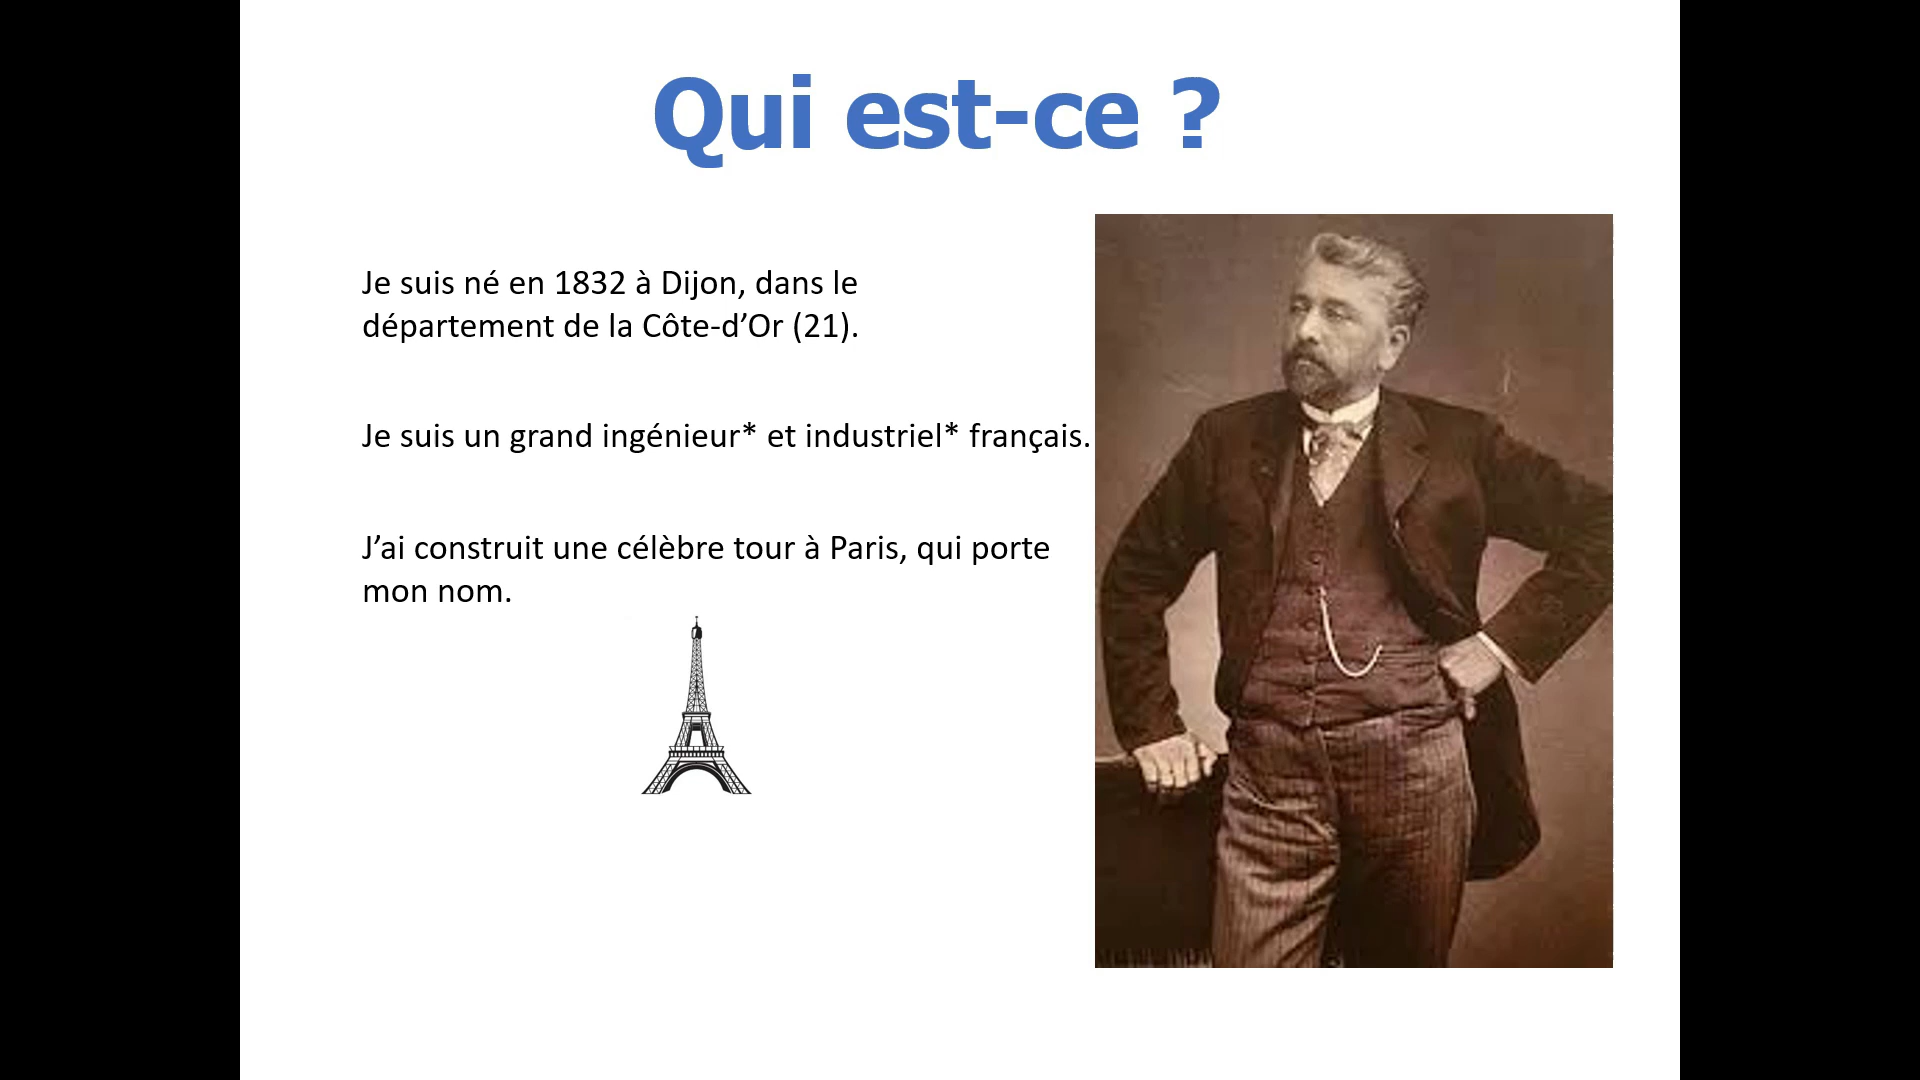 Qui est-ce ?
Je suis né en 1832 à Dijon, dans le
département de la Côte-d’Or (21).
Je suis un grand ingénieur* et industriel* français.
J’ai construit une célèbre tour à Paris, qui porte
mon nom.